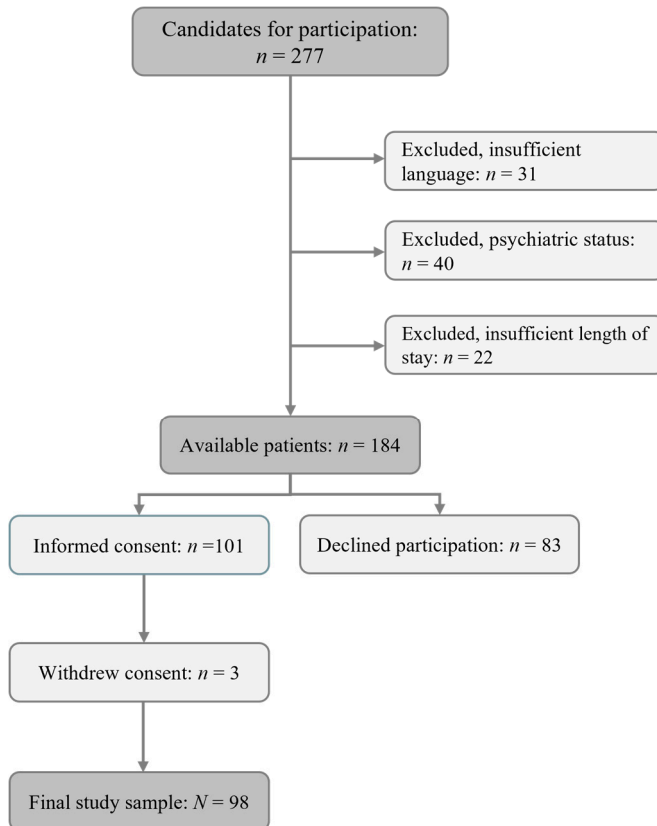 Candidates for participation:
n = 277
Excluded, insufficient
language: n = 31
Excluded, psychiatric status:
n = 40
Excluded, insufficient length of
stay: n = 22
Available patients: n = 184
Informed consent: n =101
Declined participation: n = 83
Withdrew consent: n = 3
Final study sample: N = 98